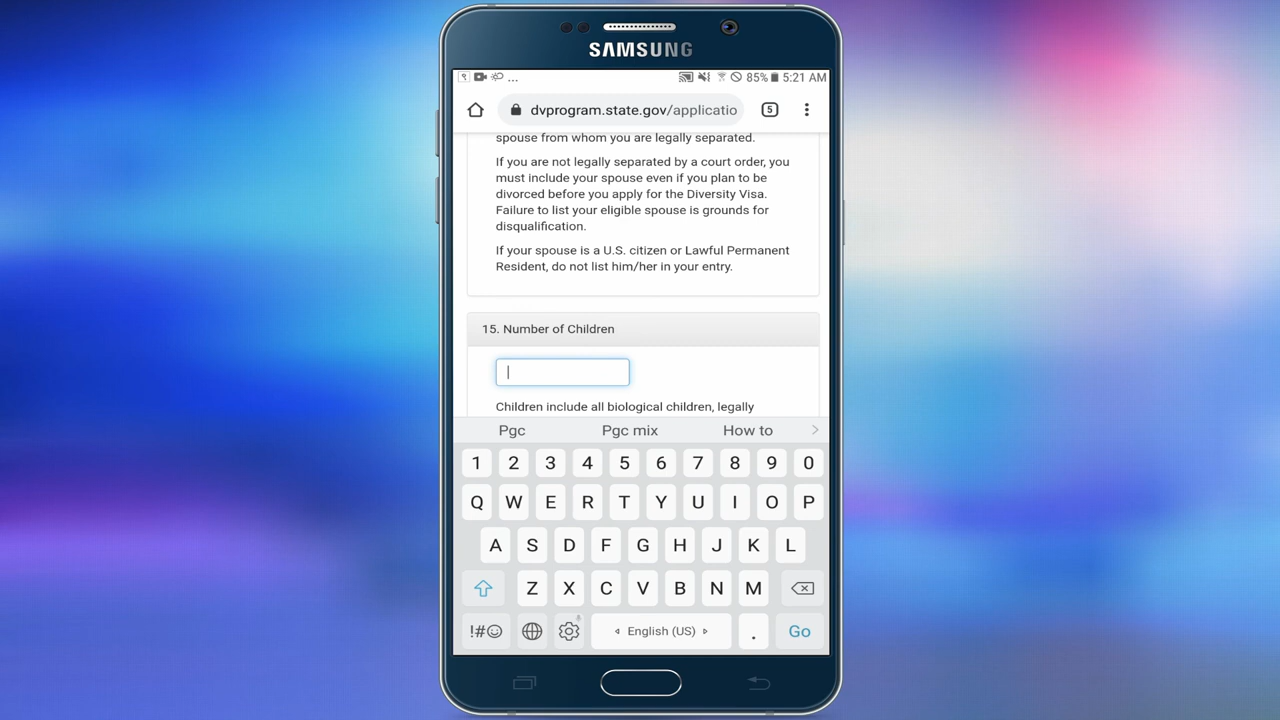 SAMSUNG
... 85% 5:21 AM
dvprogram.state.gov/applicatio 5
spouse from whom you are legally separated.
If you are not legally separated by a court order, you
must include your spouse even if you plan to be
divorced before you apply for the Diversity Visa.
Failure to list your eligible spouse is grounds for
disqualification.
If your spouse is a U.S. citizen or Lawful Permanent
Resident, do not list him/her in your entry.
15. Number of Children
Children include all biological children, legally
Pgc Pgc mix How to
1 2 3 4 5 6 7 8 9 0
Q W E R T Y U I O P
A S D F G H J K L
Z X C V B N M
!#☺ English (US) . Go